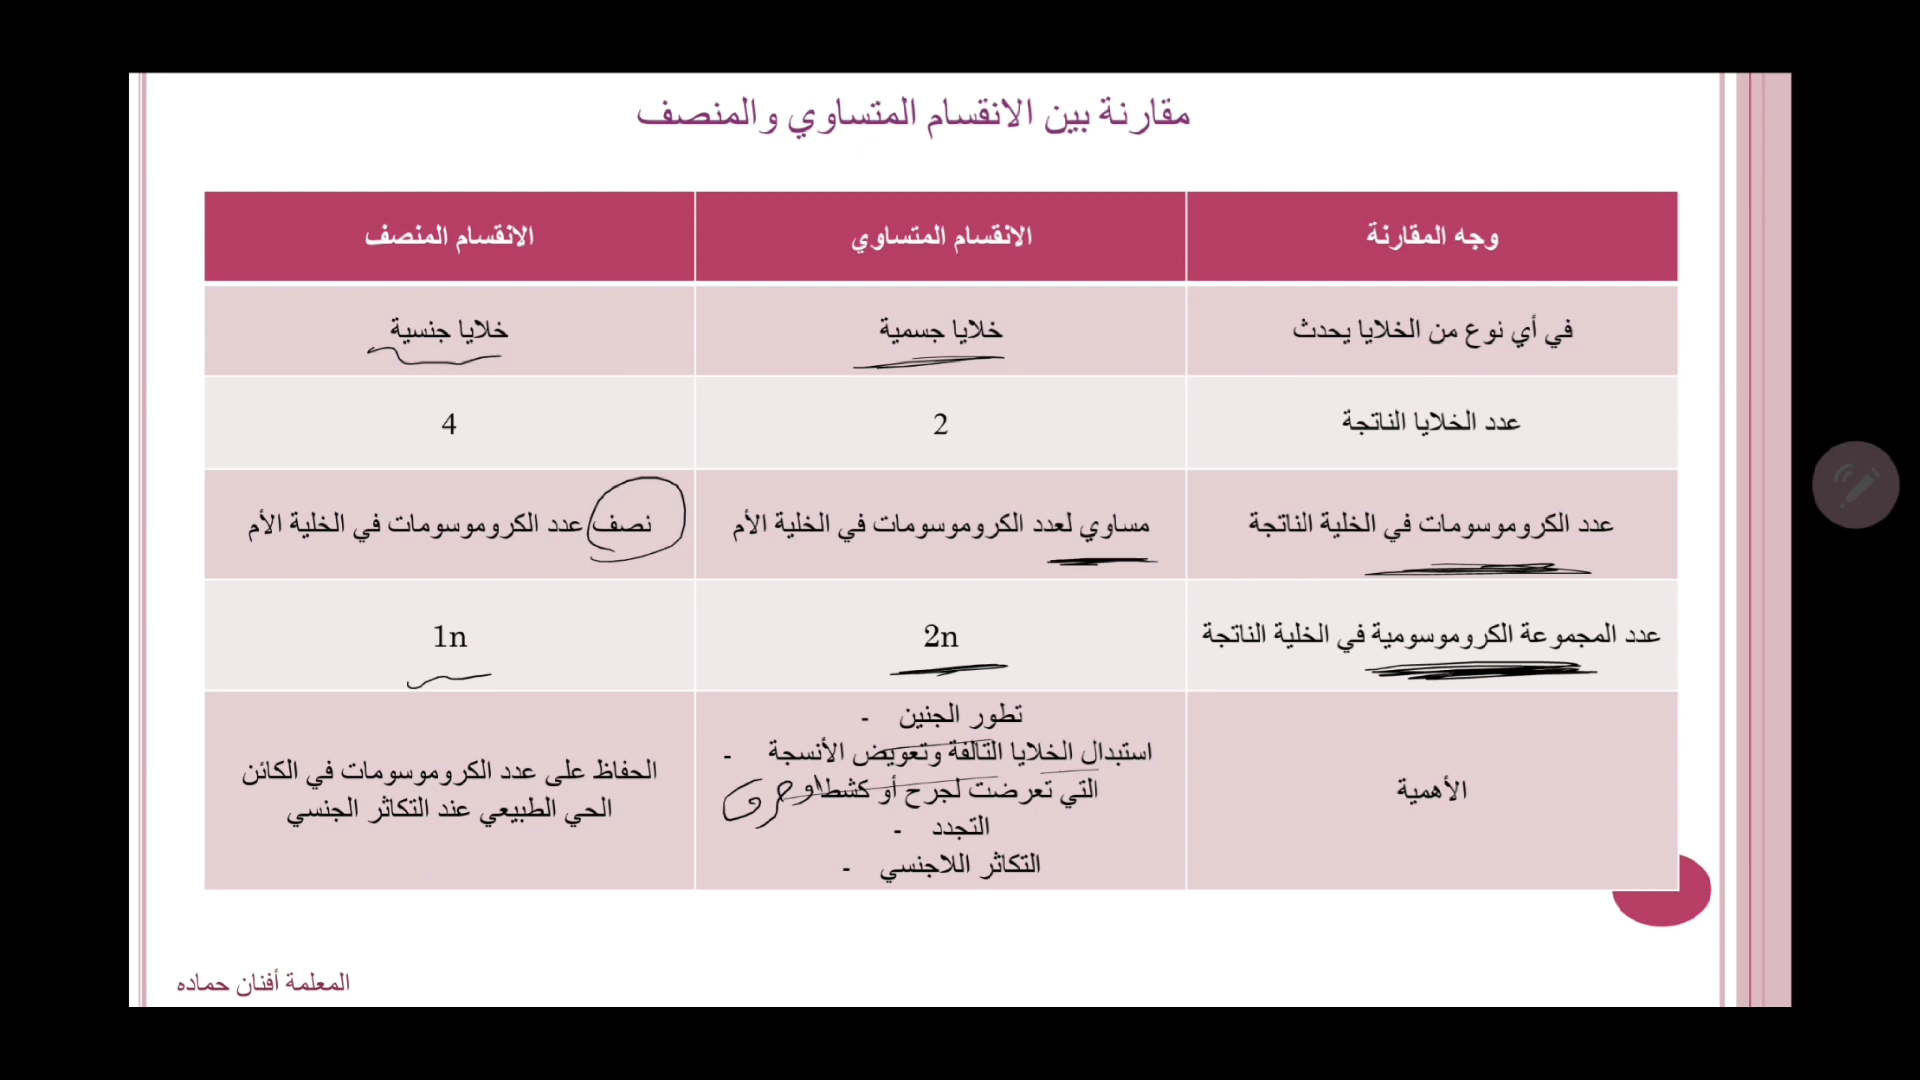 مقارنة بين الانقسام المتساوي والمنصف
وجه المقارنة	الانقسام المتساوي	الانقسام المنصف
في أي نوع من الخلايا يحدث	خلايا جسمية	خلايا جنسية
عدد الخلايا الناتجة	2	4
عدد الكروموسومات في الخلية الناتجة	مساوي لعدد الكروموسومات في الخلية الأم	نصف عدد الكروموسومات في الخلية الأم
عدد المجموعة الكروموسومية في الخلية الناتجة	2n	1n
الأهمية
تطور الجنين -
استبدال الخلايا التالفة وتعويض الأنسجة -
التي تعرضت لجرح أو كشط او حرق
التجدد -
التكاثر اللاجنسي -
الحفاظ على عدد الكروموسومات في الكائن
الحي الطبيعي عند التكاثر الجنسي
المعلمة أفنان حماده